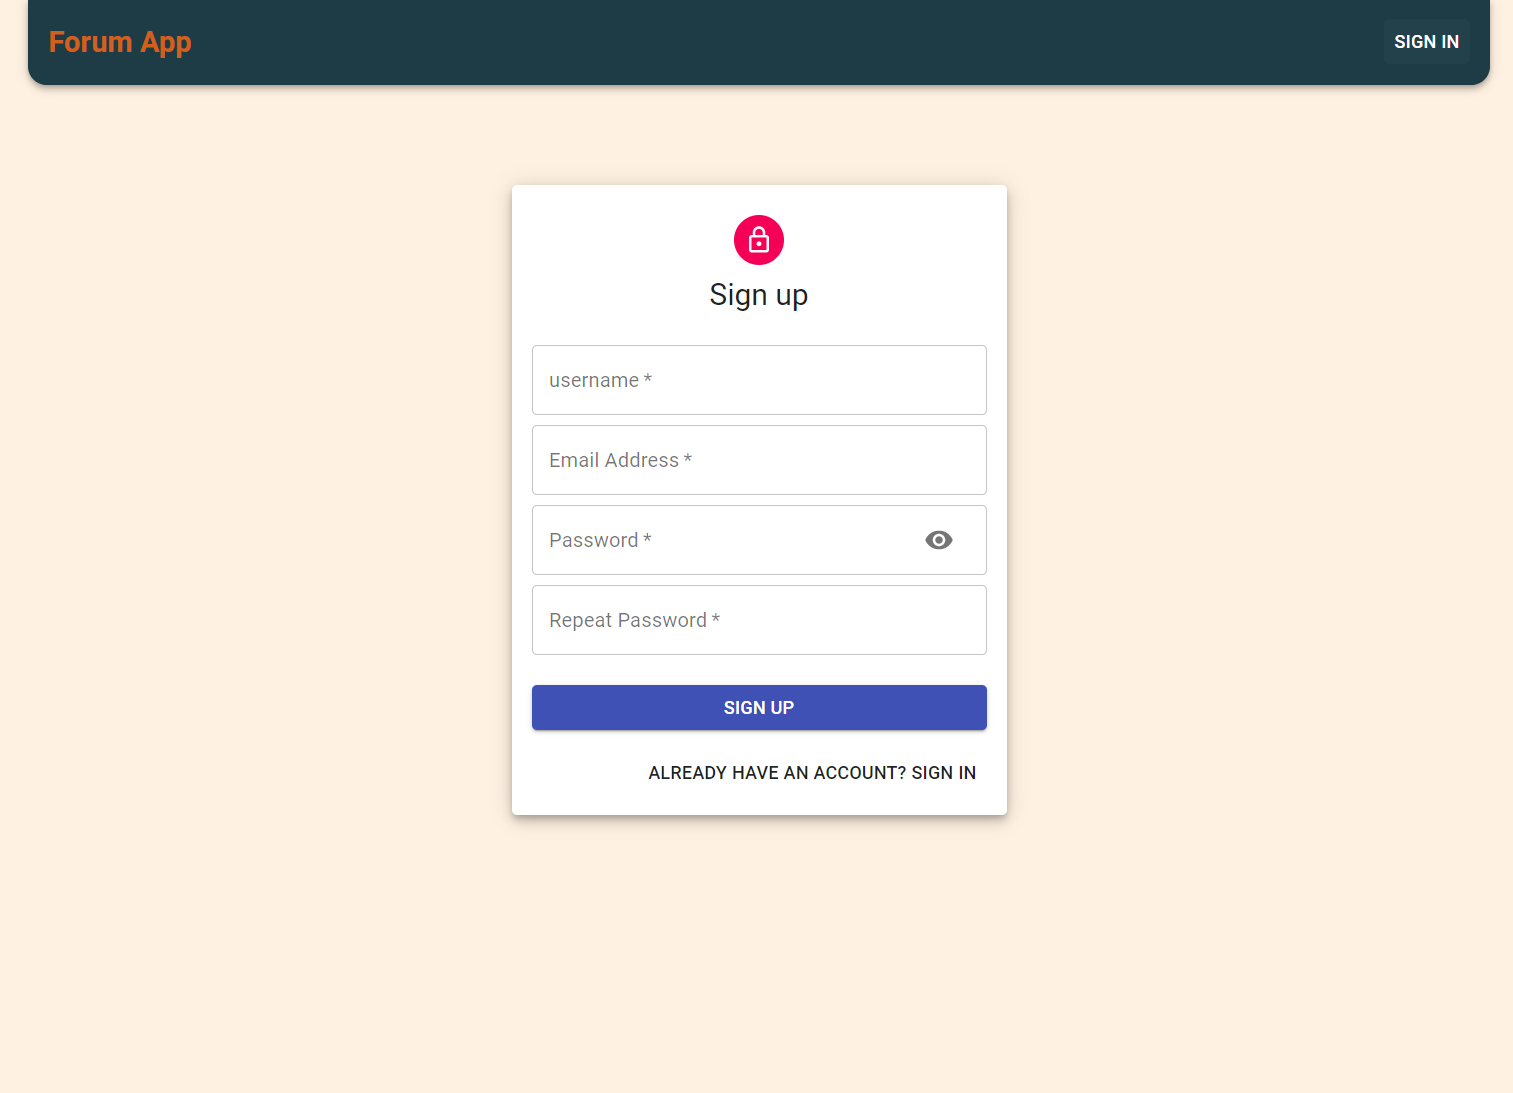 Forum App
SIGN IN
Sign up
username *
Email Address *
Password *
Repeat Password *
SIGN UP
ALREADY HAVE AN ACCOUNT? SIGN IN